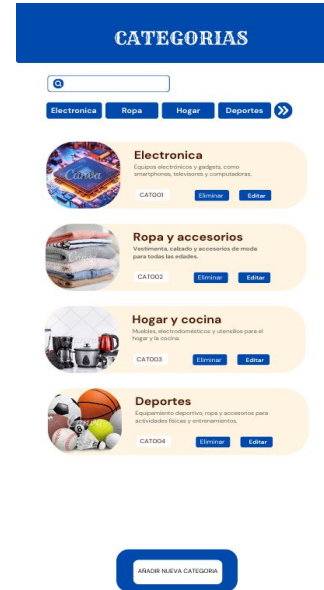 CATEGORIAS
Electronica Ropa Hogar Deportes
Electronica
Equipos electrónicos y gadgets, como
smartphones, televisores y computadoras.
CAT001 Eliminar Editar
Canva
Ropa y accesorios
Vestimenta, calzado y accesorios de moda
para todas las edades.
CAT002 Eliminar Editar
Hogar y cocina
Muebles, electrodomésticos y utensilios para el
hogar y la cocina.
CAT003 Eliminar Editar
Deportes
Equipamiento deportivo, ropa y accesorios para
actividades físicas y entrenamientos.
CAT004 Eliminar Editar
AÑADIR NUEVA CATEGORIA